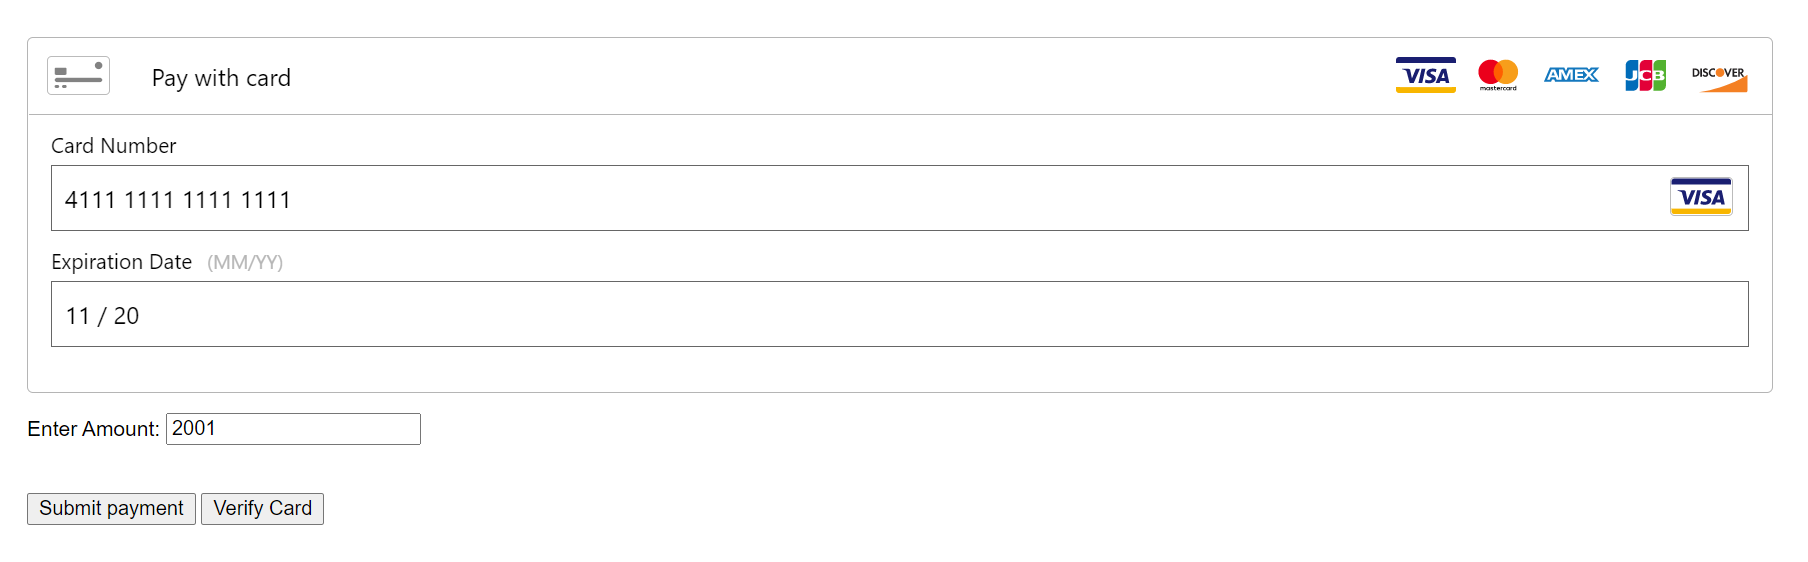 Pay with card VISA mastercard AMEX JCB DISCOVER
Card Number
4111 1111 1111 1111 VISA
Expiration Date (MM/YY)
11 / 20
Enter Amount: 2001
Submit payment Verify Card